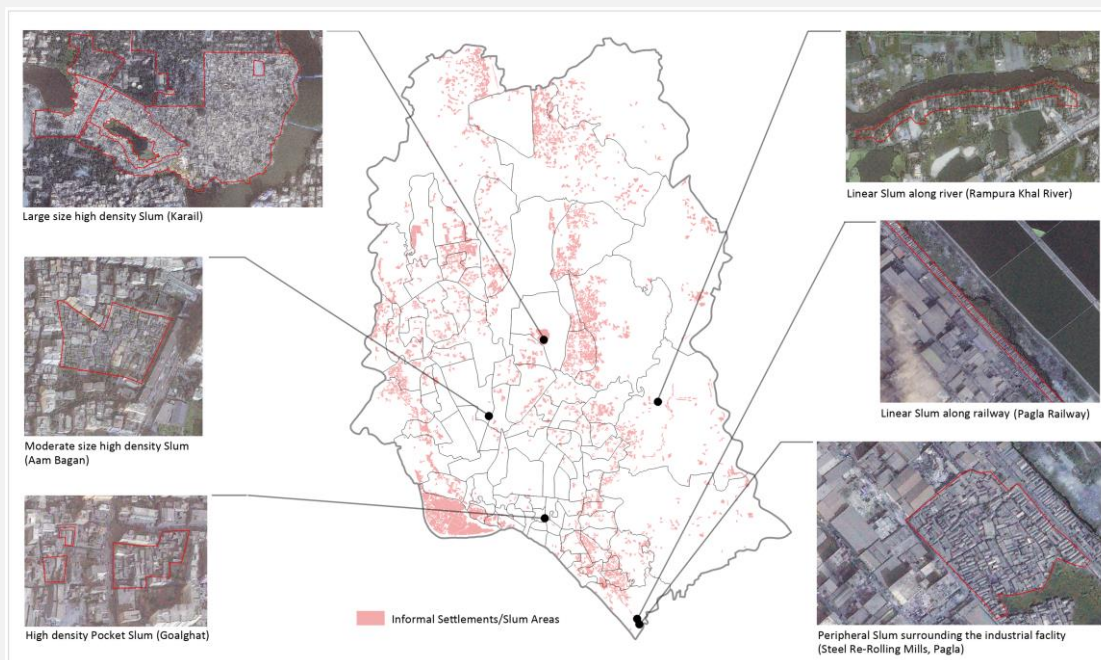 Large size high density Slum (Karail)
Moderate size high density Slum
(Aam Bagan)
High density Pocket Slum (Goalghat)
Informal Settlements/Slum Areas
Linear Slum along river (Rampura Khal River)
Linear Slum along railway (Pagla Railway)
Peripheral Slum surrounding the industrial faclity
(Steel Re-Rolling Mills, Pagla)